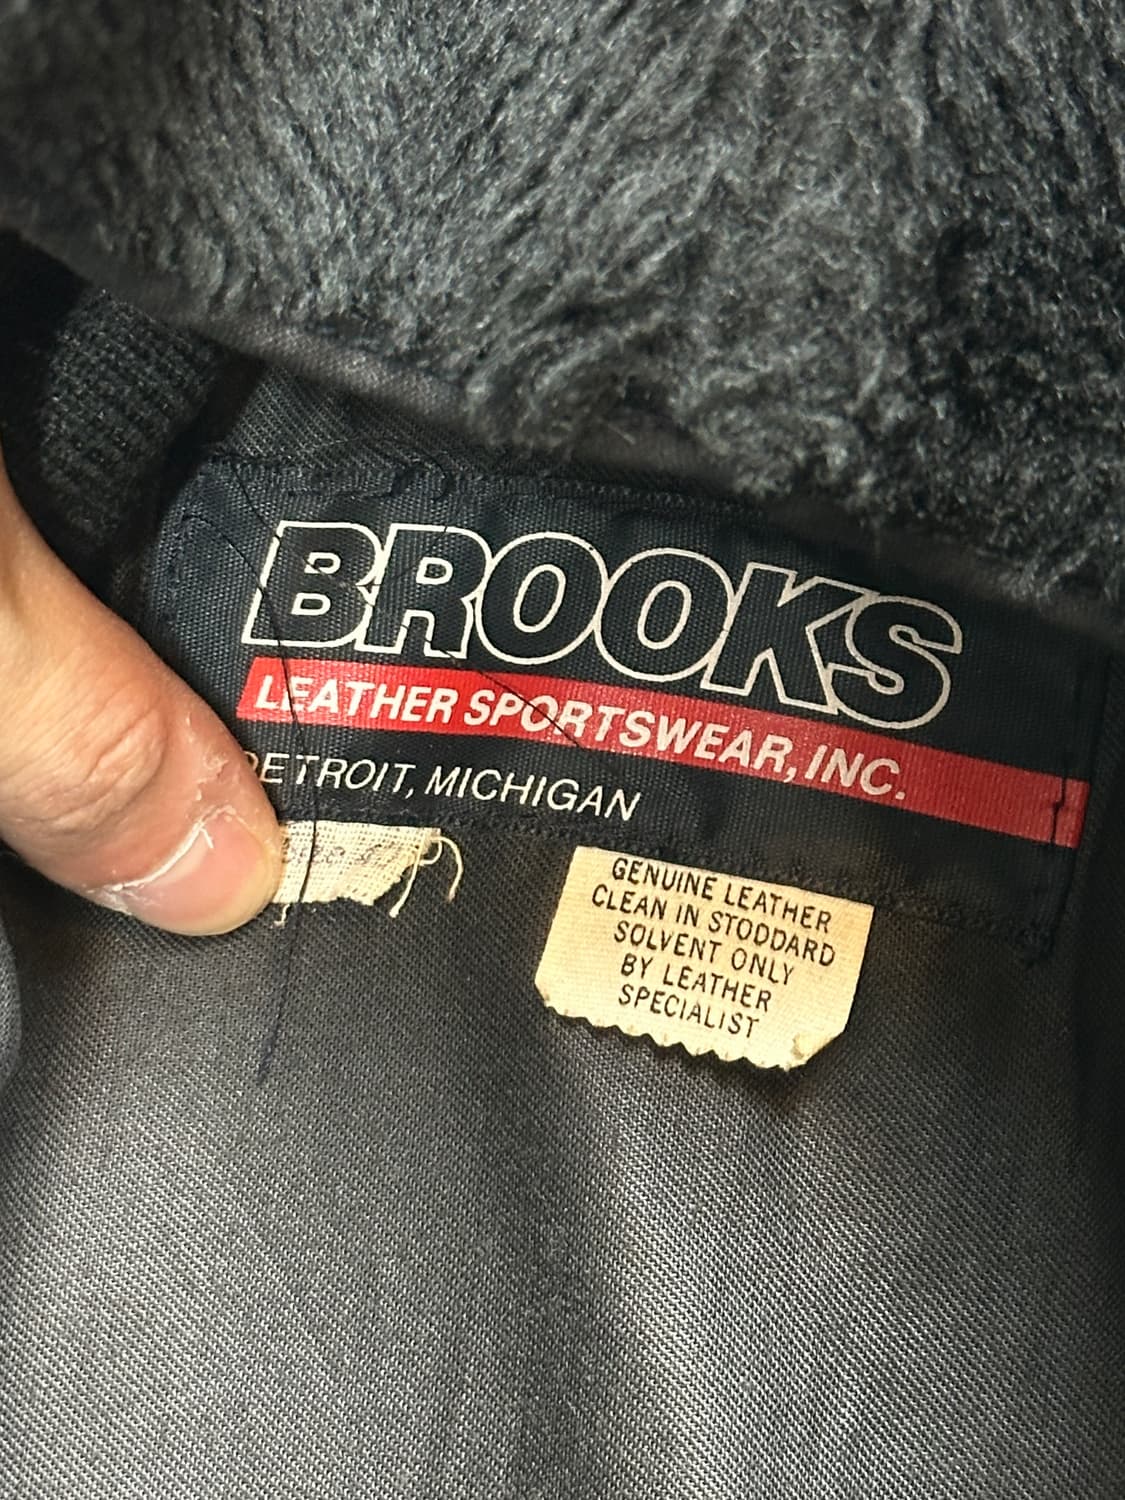 BROOKS
LEATHER SPORTSWEAR, INC.
DETROIT, MICHIGAN
GENUINE LEATHER
CLEAN IN STODDARD
SOLVENT ONLY
BY LEATHER
SPECIALIST